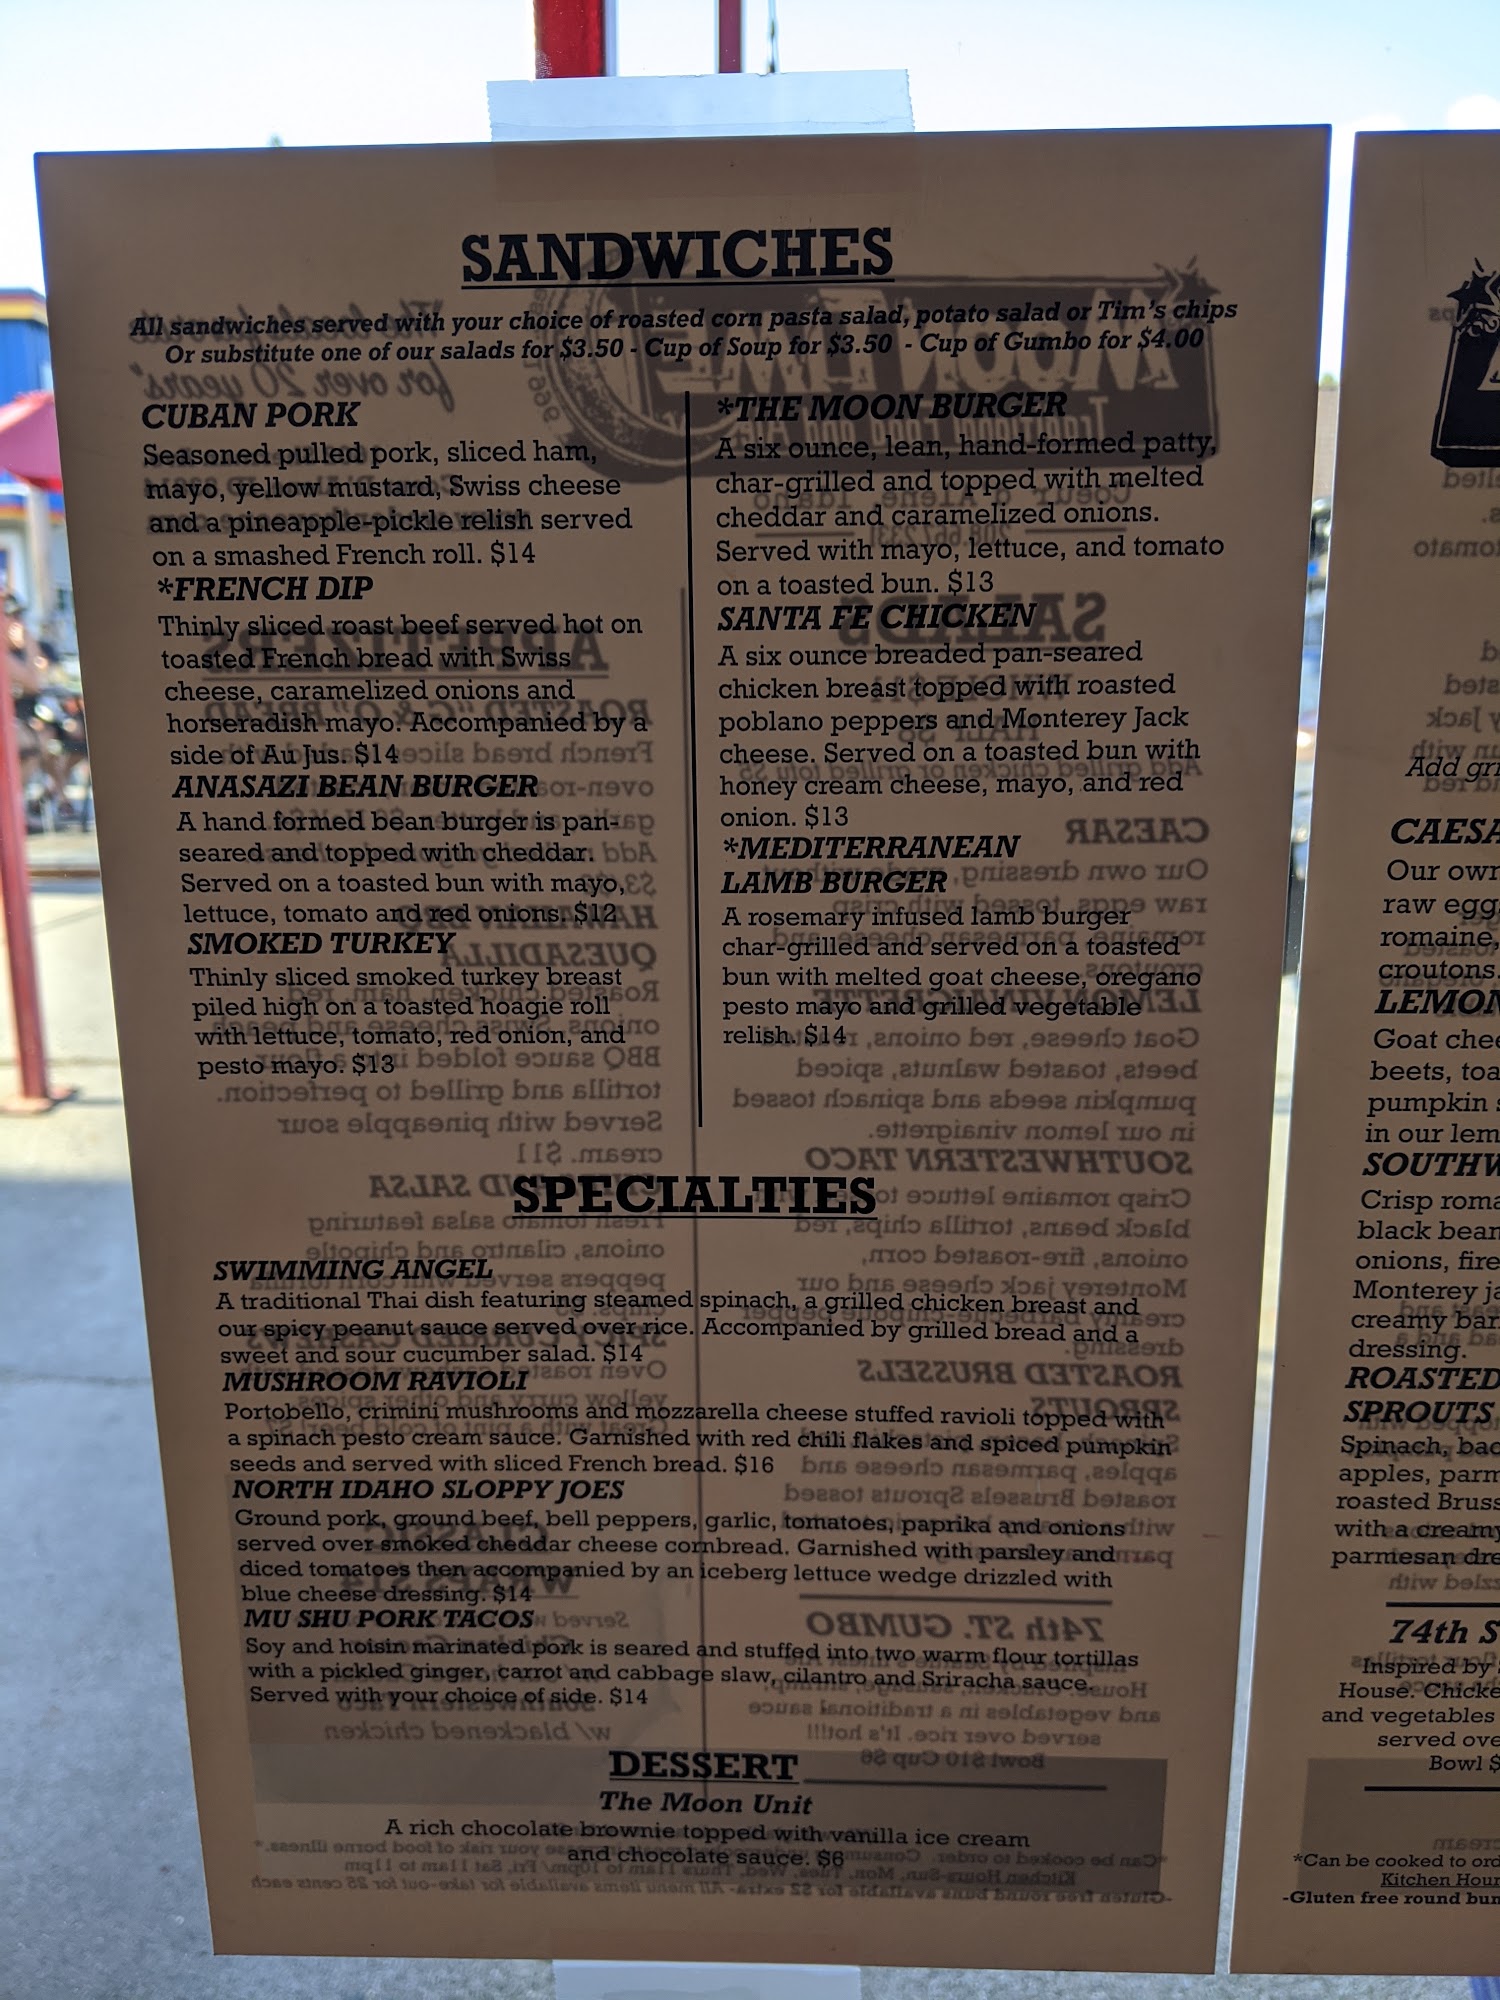 SANDWICHES
All sandwiches served with your choice of roasted corn pasta salad, potato salad or Tim's chips
Or substitute one of our salads for $3.50 - Cup of Soup for $3.50 - Cup of Gumbo for $4.00
CUBAN PORK
Seasoned pulled pork, sliced ham,
mayo, yellow mustard, Swiss cheese
and a pineapple-pickle relish served
on a smashed French roll. $14
*FRENCH DIP
Thinly sliced roast beef served hot on
toasted French bread with Swiss
cheese, caramelized onions and
horseradish mayo. Accompanied by a
side of Au Jus. $14
ANASAZI BEAN BURGER
A hand formed bean burger is pan-
seared and topped with cheddar.
Served on a toasted bun with mayo,
lettuce, tomato and red onions. $12
SMOKED TURKEY
Thinly sliced smoked turkey breast
piled high on a toasted hoagie roll
with lettuce, tomato, red onion, and
pesto mayo. $13
*THE MOON BURGER
A six ounce, lean, hand-formed patty,
char-grilled and topped with melted
cheddar and caramelized onions.
Served with mayo, lettuce, and tomato
on a toasted bun. $13
SANTA FE CHICKEN
A six ounce breaded pan-seared
chicken breast topped with roasted
poblano peppers and Monterey Jack
cheese. Served on a toasted bun with
honey cream cheese, mayo, and red
onion. $13
*MEDITERRANEAN
LAMB BURGER
A rosemary infused lamb burger
char-grilled and served on a toasted
bun with melted goat cheese, oregano
pesto mayo and grilled vegetable
relish. $14
SPECIALTIES
SWIMMING ANGEL
A traditional Thai dish featuring steamed spinach, a grilled chicken breast and
our spicy peanut sauce served over rice. Accompanied by grilled bread and a
sweet and sour cucumber salad. $14
MUSHROOM RAVIOLI
Portobello, crimini mushrooms and mozzarella cheese stuffed ravioli topped with
a spinach pesto cream sauce. Garnished with red chili flakes and spiced pumpkin
seeds and served with sliced French bread. $16
NORTH IDAHO SLOPPY JOES
Ground pork, ground beef, bell peppers, garlic, tomatoes, paprika and onions
served over smoked cheddar cheese cornbread. Garnished with parsley and
diced tomatoes then accompanied by an iceberg lettuce wedge drizzled with
blue cheese dressing. $14
MU SHU PORK TACOS
Soy and hoisin marinated pork is seared and stuffed into two warm flour tortillas
with a pickled ginger, carrot and cabbage slaw, cilantro and Sriracha sauce.
Served with your choice of side. $14
DESSERT
The Moon Unit
A rich chocolate brownie topped with vanilla ice cream
and chocolate sauce. $6
Add gri
CAESA
Our own
raw egg
romaine,
croutons.
LEMON
Goat chee
beets, toa
pumpkin s
in our lem
SOUTHW
Crisp roma
black bean
onions, fire
Monterey ja
creamy bar
dressing.
ROASTED
SPROUTS
Spinach, bac
apples, parm
roasted Bruss
with a creamy
parmesan dre
74th S
Inspired by
House. Chicke
and vegetables
served ove
Bowl $
*Can be cooked to ord
Kitchen Hour
-Gluten free round bun